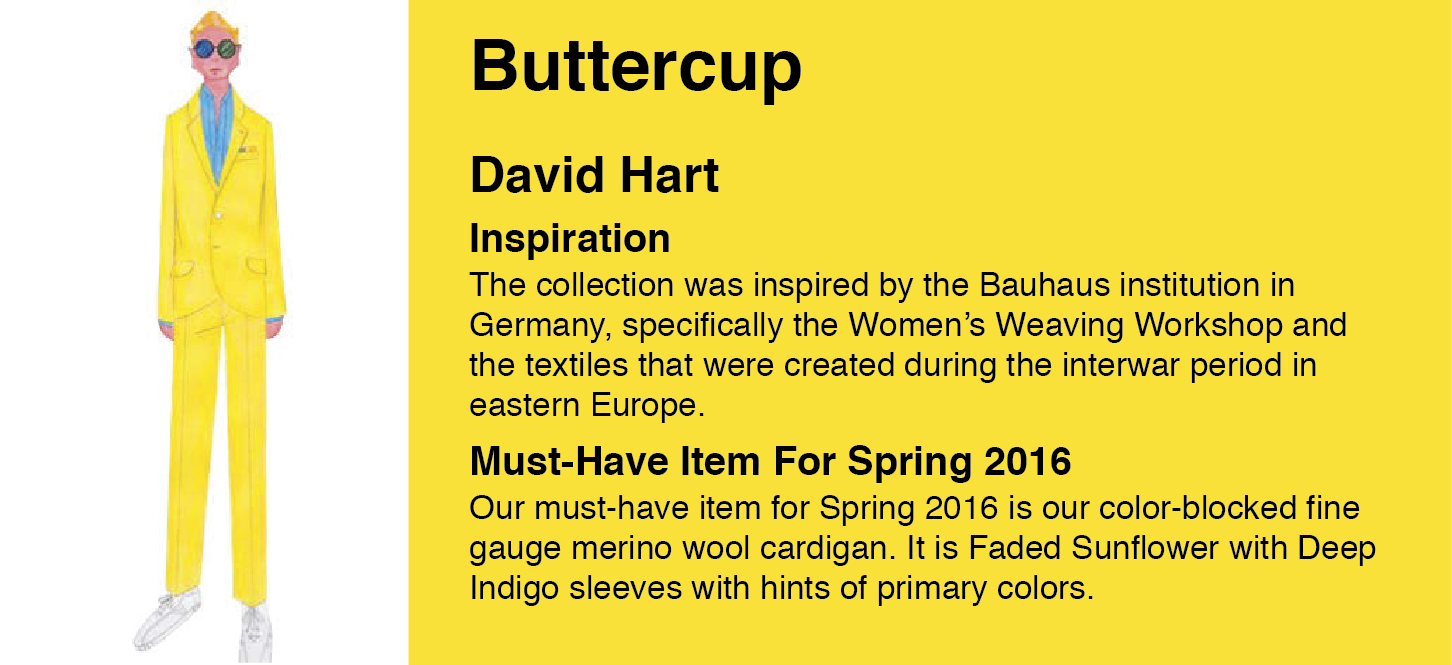 Buttercup
David Hart
Inspiration
The collection was inspired by the Bauhaus institution in
Germany, specifically the Women’s Weaving Workshop and
the textiles that were created during the interwar period in
eastern Europe.
Must-Have Item For Spring 2016
Our must-have item for Spring 2016 is our color-blocked fine
gauge merino wool cardigan. It is Faded Sunflower with Deep
Indigo sleeves with hints of primary colors.